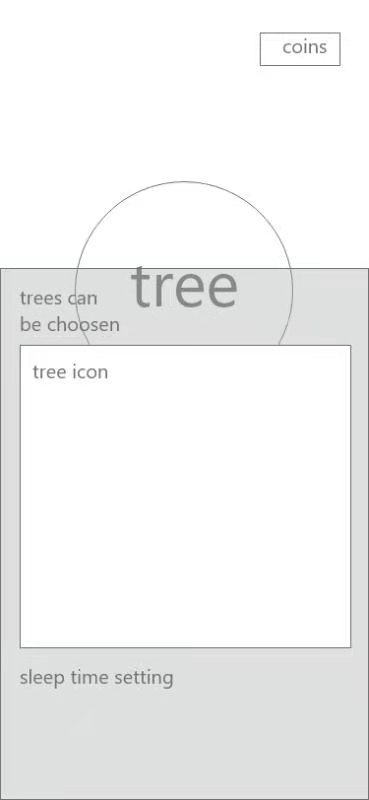 coins
tree
trees can
be choosen
tree icon
sleep time setting